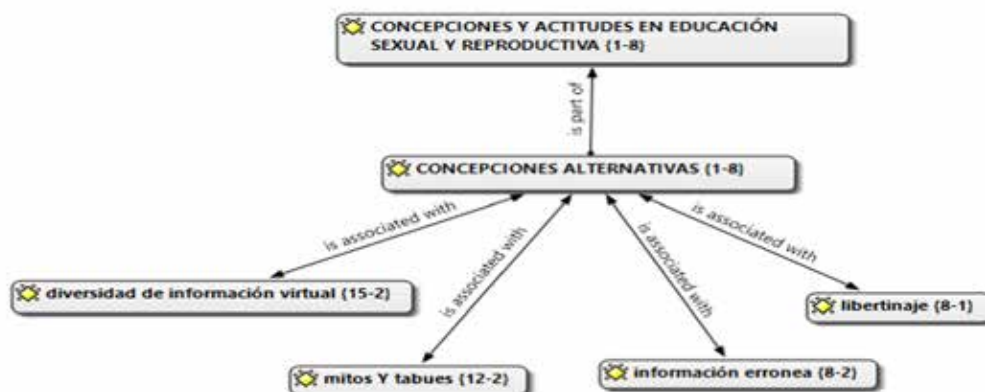 CONCEPCIONES Y ACTITUDES EN EDUCACIÓN
SEXUAL Y REPRODUCTIVA {1-8}
is part of
CONCEPCIONES ALTERNATIVAS {1-8}
is associated with
is associated with
is associated with
is associated with
diversidad de información virtual {15-2}
libertinaje {8-1}
mitos Y tabues {12-2}
información erronea {8-2}